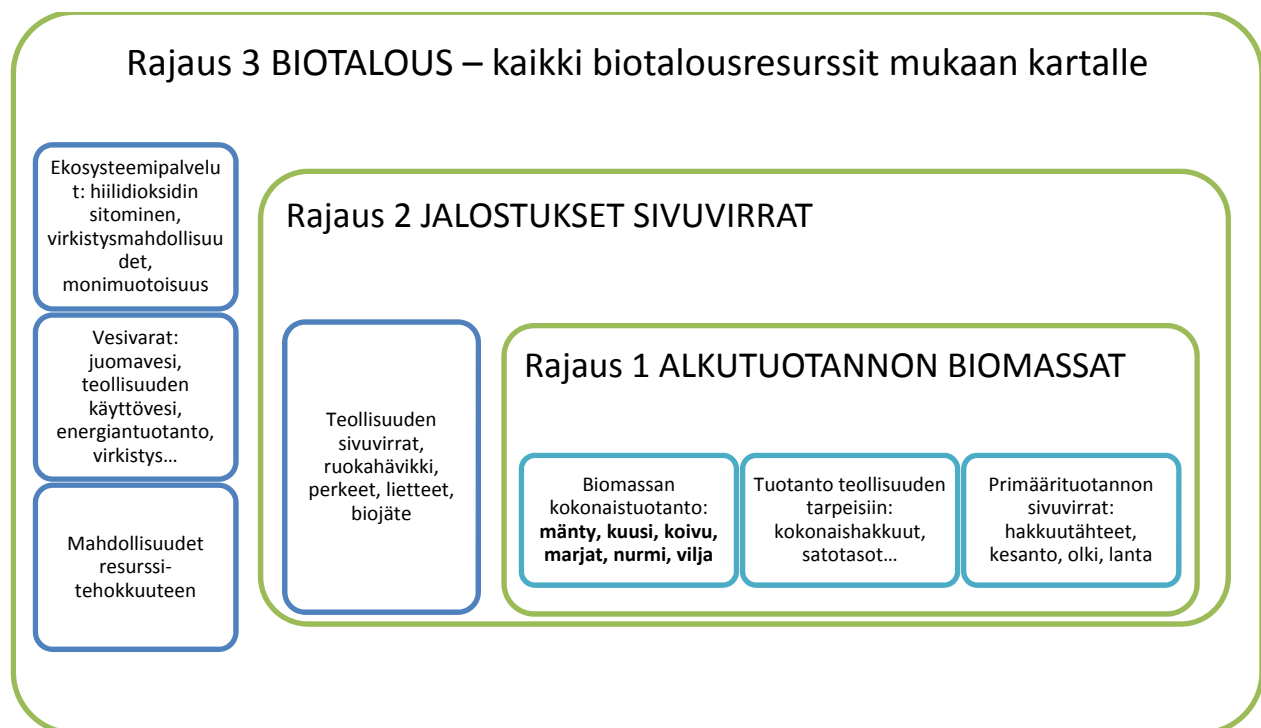 Rajaus 3 BIOTALOUS – kaikki biotalousresurssit mukaan kartalle
Ekosysteemipalvelu
t: hiilidioksidin
sitominen,
virkistysmahdollisuu
det,
monimuotoisuus
Vesivarat:
juomavesi,
teollisuuden
käyttövesi,
energiantuotanto,
virkistys…
Mahdollisuudet
resurssi-
tehokkuuteen
Rajaus 2 JALOSTUKSET SIVUVIRRAT
Teollisuuden
sivuvirrat,
ruokahävikki,
perkeet, lietteet,
biojäte
Rajaus 1 ALKUTUOTANNON BIOMASSAT
Biomassan
kokonaistuotanto:
mänty, kuusi, koivu,
marjat, nurmi, vilja
Tuotanto teollisuuden
tarpeisiin:
kokonaishakkuut,
satotasot…
Primäärituotannon
sivuvirrat:
hakkuutähteet,
kesanto, olki, lanta